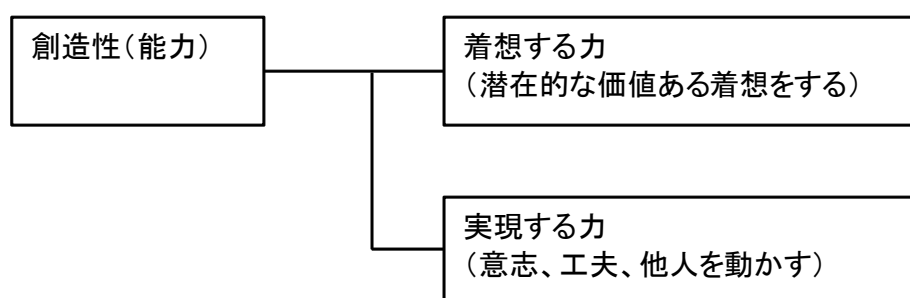 創造性（能力）
着想する力
（潜在的な価値ある着想をする）
実現する力
（意志、工夫、他人を動かす）